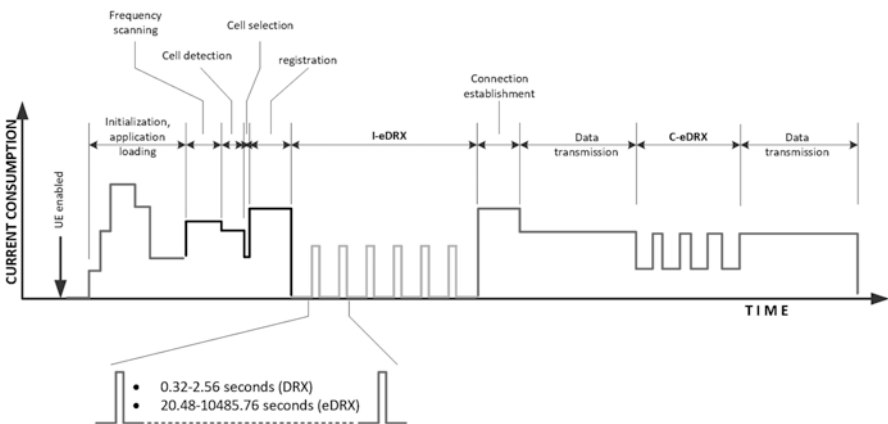 Frequency
scanning
Cell selection
Cell detection
registration
Connection
establishment
Initialization,
application
loading
I-eDRX
Data
transmission
C-eDRX
Data
transmission
CURRENT CONSUMPTION
UE enabled
TIME
• 0.32-2.56 seconds (DRX)
• 20.48-10485.76 seconds (eDRX)